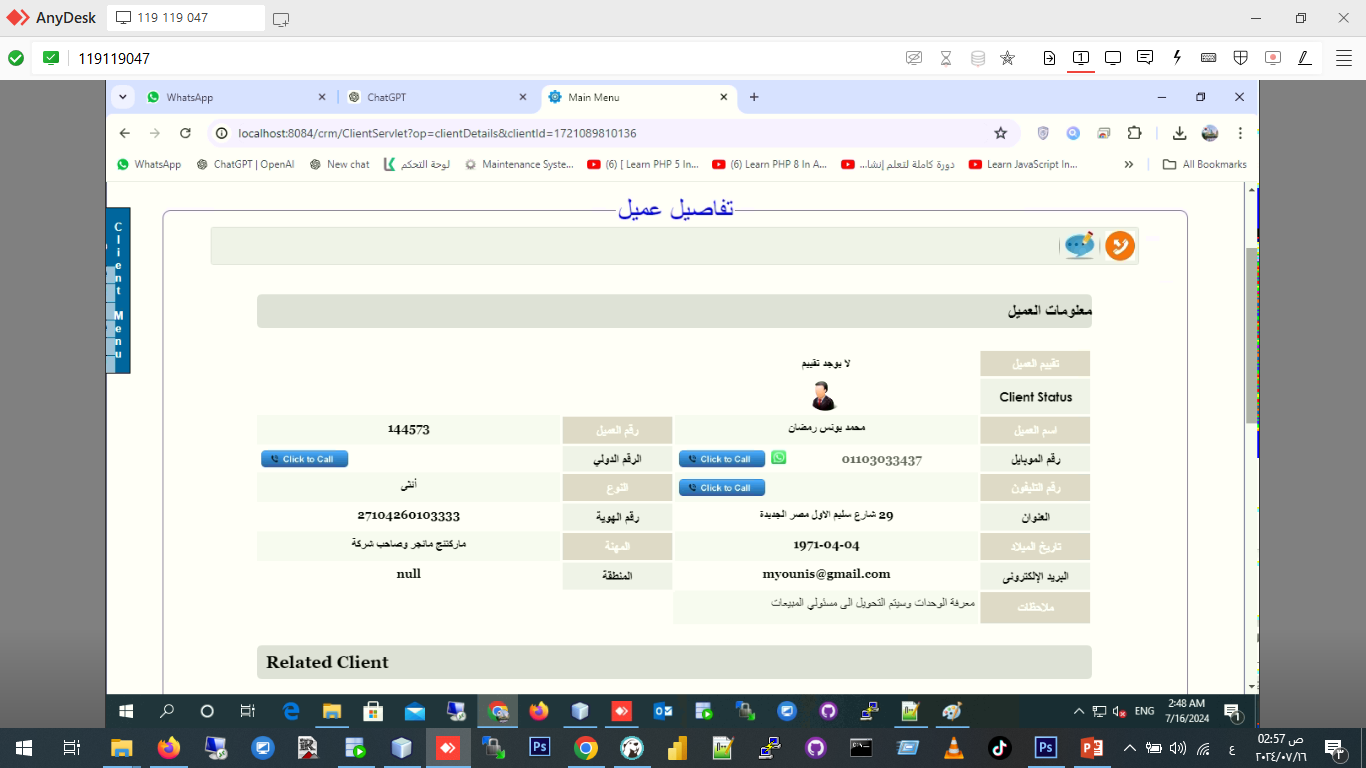 AnyDesk
119 119 047
119119047
WhatsApp
ChatGPT
Main Menu
localhost:8084/crm/ClientServlet?op=clientDetails&clientId=1721089810136
WhatsApp
ChatGPT | OpenAI
New chat
لوحة التحكم
Maintenance Syste...
(6) [ Learn PHP 5 In...
(6) Learn PHP 8 In A...
دورة كاملة لتعلم إنشا...
Learn JavaScript In...
All Bookmarks
Client Menu
تفاصيل عميل
معلومات العميل
تقييم العميل لا يوجد تقييم
Client Status
اسم العميل محمد يونس رمضان رقم العميل 144573
رقم الموبايل 01103033437 Click to Call الرقم الدولي Click to Call
رقم التليفون Click to Call النوع أنثى
العنوان 29 شارع سليم الاول مصر الجديدة رقم الهوية 27104260103333
تاريخ الميلاد 1971-04-04 المهنة ماركتنج مانجر وصاحب شركة
البريد الإلكترونى myounis@gmail.com المنطقة null
ملاحظات معرفة الوحدات وسيتم التحويل الى مسئولي المبيعات
Related Client
ENG
2:48 AM
7/16/2024
1
ع
02:57 ص
٢٠٢٤/٠٧/١٦
٣